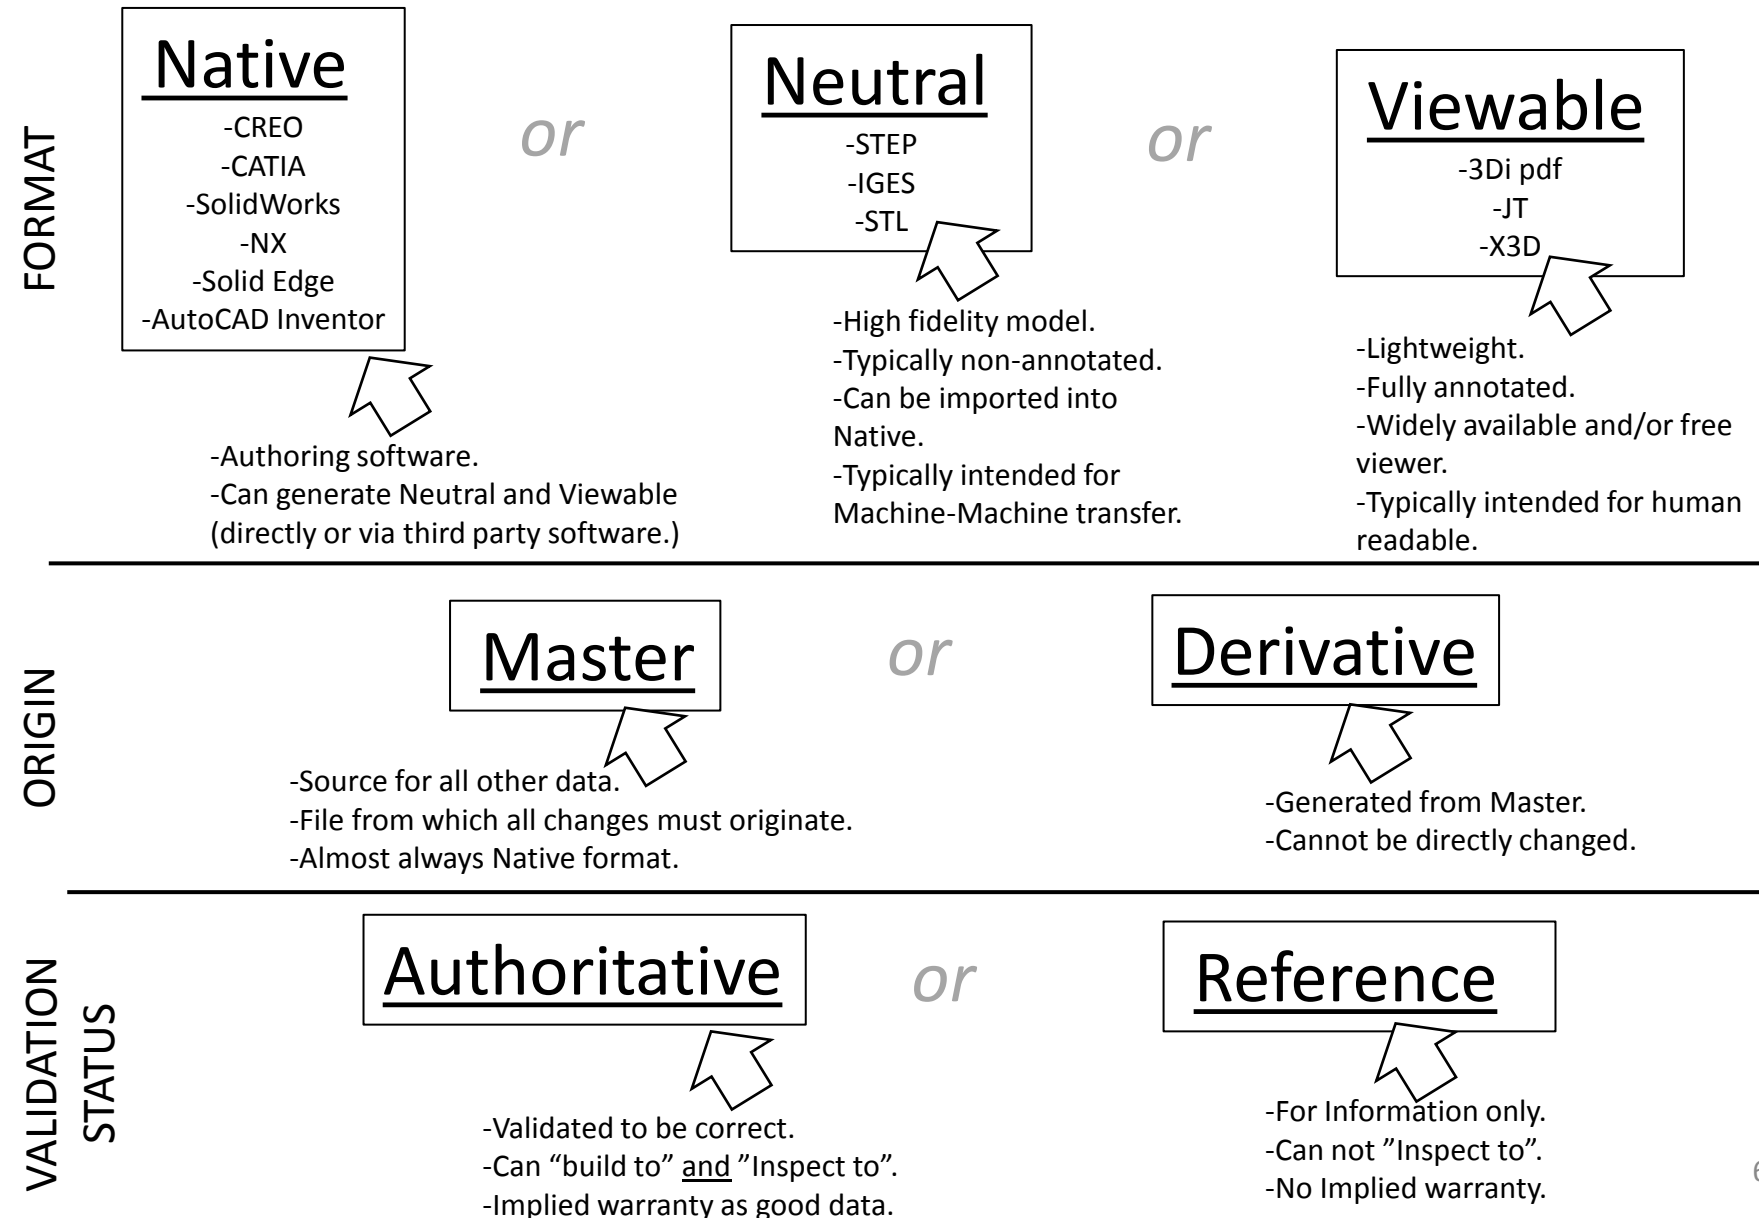 FORMAT
Native
-CREO
-CATIA
-SolidWorks
-NX
-Solid Edge
-AutoCAD Inventor
-Authoring software.
-Can generate Neutral and Viewable
(directly or via third party software.)
or
Neutral
-STEP
-IGES
-STL
-High fidelity model.
-Typically non-annotated.
-Can be imported into
Native.
-Typically intended for
Machine-Machine transfer.
or
Viewable
-3Di pdf
-JT
-X3D
-Lightweight.
-Fully annotated.
-Widely available and/or free
viewer.
-Typically intended for human
readable.
ORIGIN
Master
-Source for all other data.
-File from which all changes must originate.
-Almost always Native format.
or
Derivative
-Generated from Master.
-Cannot be directly changed.
VALIDATION
STATUS
Authoritative
-Validated to be correct.
-Can “build to” and ”Inspect to”.
-Implied warranty as good data.
or
Reference
-For Information only.
-Can not ”Inspect to”.
-No Implied warranty.